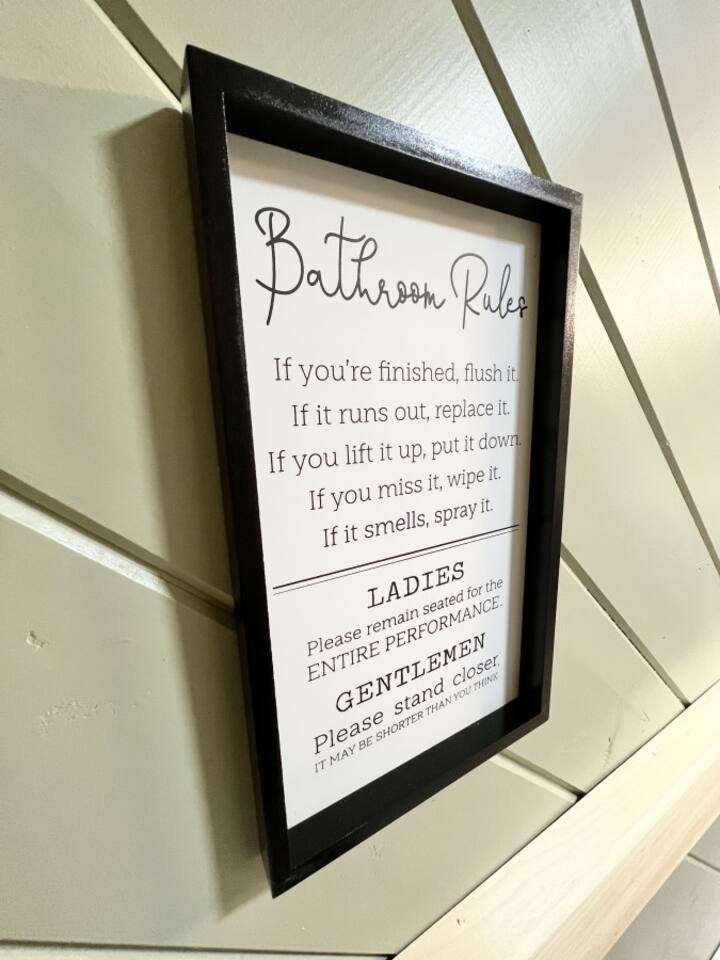 Bathroom Rules
If you're finished, flush it.
If it runs out, replace it.
If you lift it up, put it down.
If you miss it, wipe it.
If it smells, spray it.
LADIES
Please remain seated for the
ENTIRE PERFORMANCE.
GENTLEMEN
Please stand closer,
IT MAY BE SHORTER THAN YOU THINK.